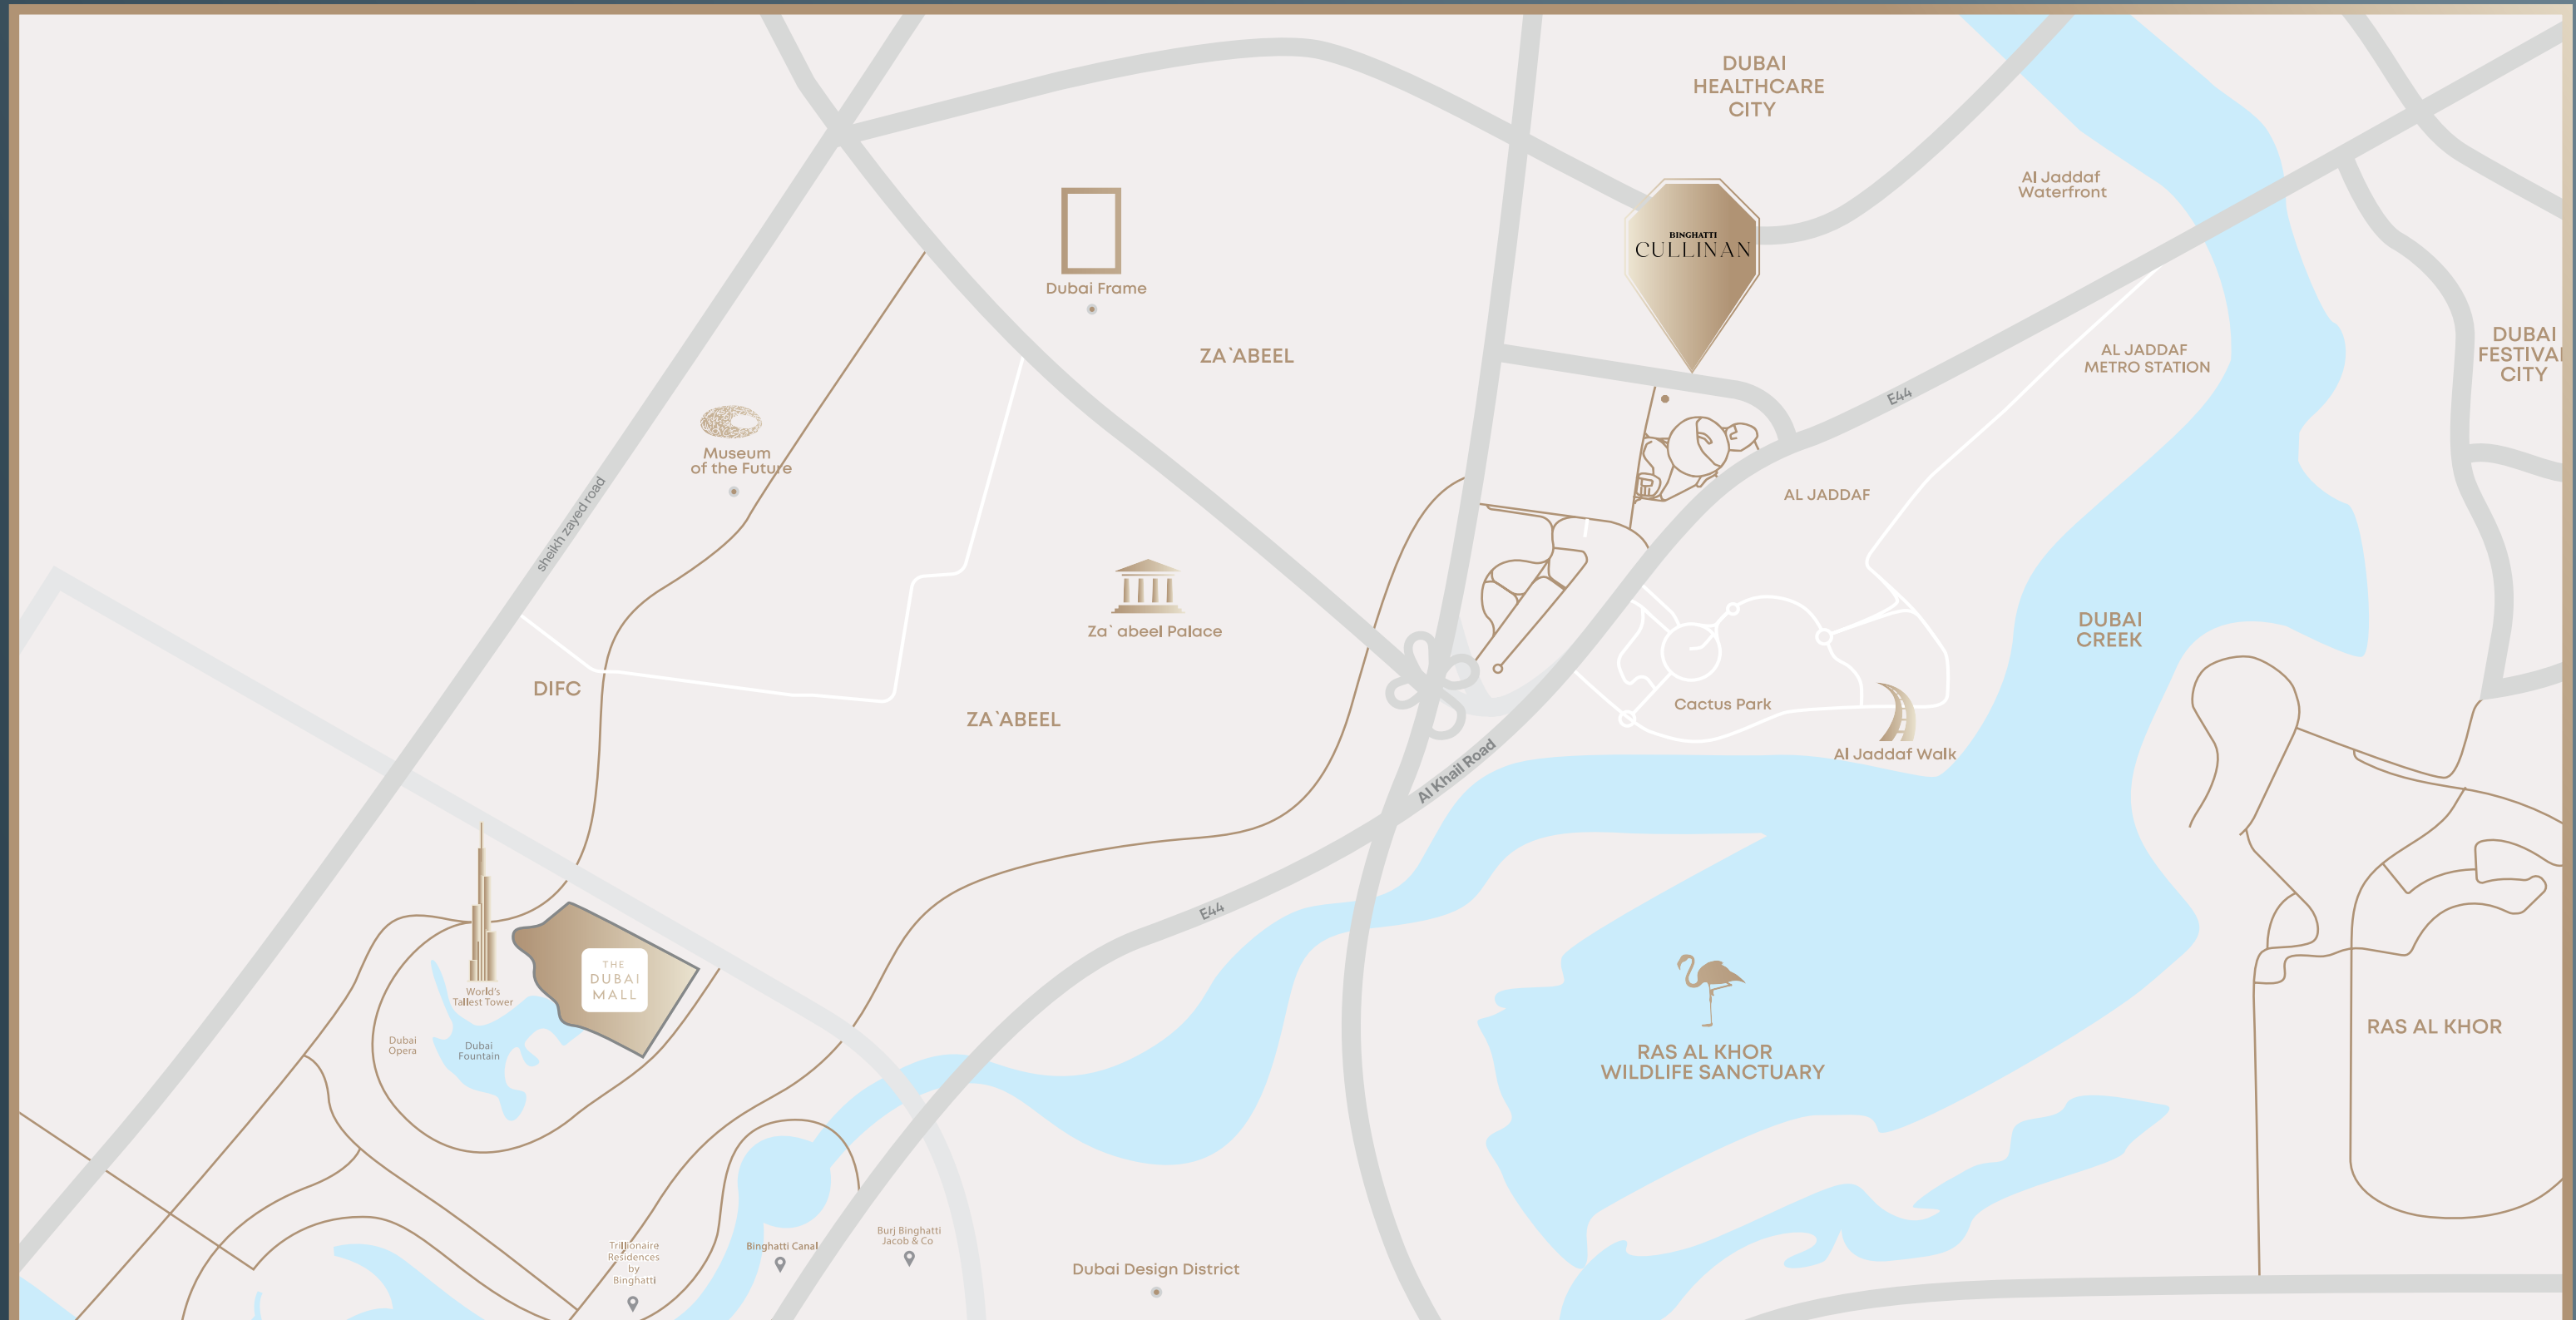 DUBAI
HEALTHCARE
CITY
Al Jaddaf
Waterfront
BINGHATTI
CULLINAN
Dubai Frame
ZA`ABEEL
DUBAI
FESTIVAL
CITY
AL JADDAF
METRO STATION
E44
Museum
of the Future
sheikh zayed road
AL JADDAF
Za` abeel Palace
DUBAI
CREEK
DIFC
ZA`ABEEL
Cactus Park
Al Jaddaf Walk
Al Khail Road
E44
THE
DUBAI
MALL
World's
Tallest Tower
Dubai
Opera
Dubai
Fountain
RAS AL KHOR
WILDLIFE SANCTUARY
RAS AL KHOR
Trillionaire
Residences
by
Binghatti
Binghatti Canal
Burj Binghatti
Jacob & Co
Dubai Design District